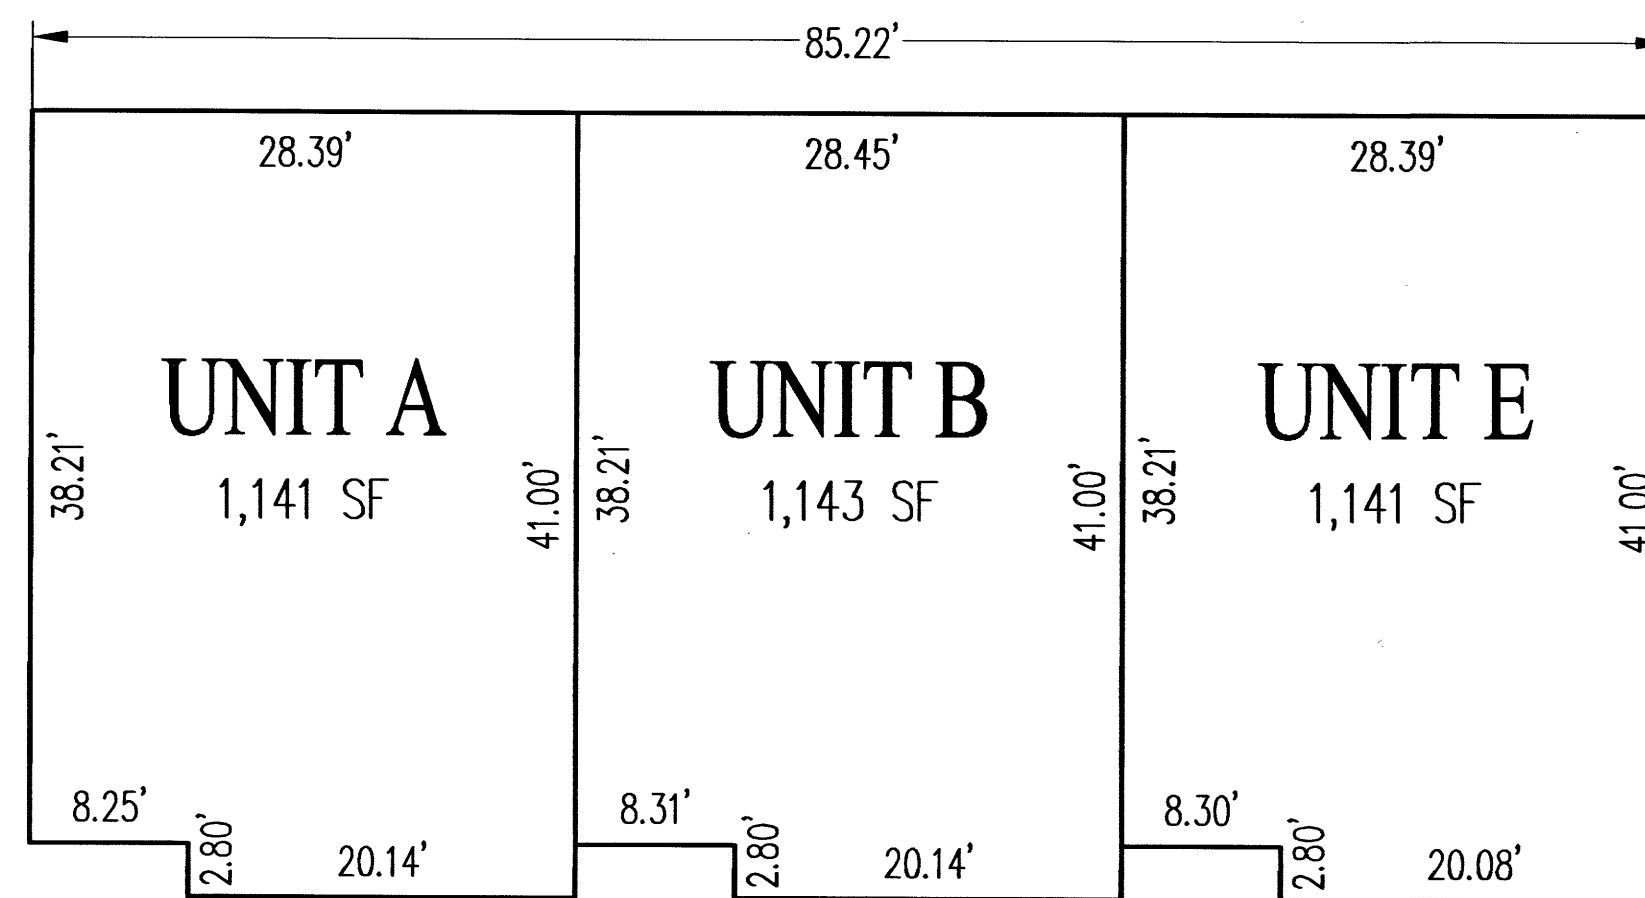 85.22'
28.39' 28.45' 28.39'
UNIT A UNIT B UNIT E
1,141 SF 1,143 SF 1,141 SF
38.21' 41.00' 38.21' 41.00' 38.21' 41.00'
8.25' 8.31' 8.30'
2.80' 20.14' 2.80' 20.14' 2.80' 20.08'